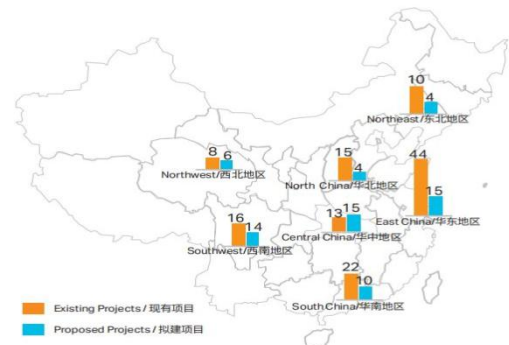 10
4
Northeast/东北地区
8
6
Northwest/西北地区
15
4
North China/华北地区
44
15
East China/华东地区
13
15
Central China/华中地区
16
14
Southwest/西南地区
22
10
South China/华南地区
Existing Projects / 现有项目
Proposed Projects / 拟建项目